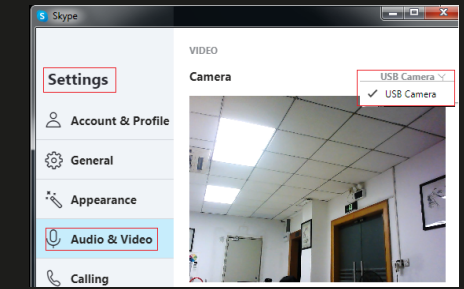 Skype
VIDEO
Settings
Camera
USB Camera
USB Camera
Account & Profile
General
Appearance
Audio & Video
Calling